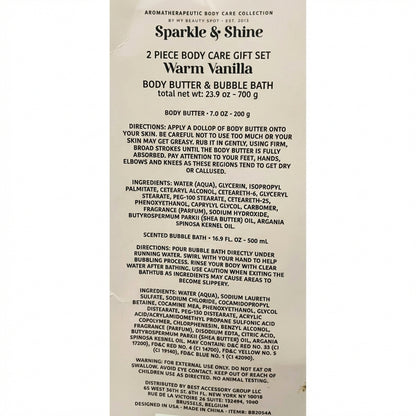 AROMATHERAPEUTIC BODY CARE COLLECTION
BY MY BEAUTY SPOT • EST. 2013
Sparkle & Shine
2 PIECE BODY CARE GIFT SET
Warm Vanilla
BODY BUTTER & BUBBLE BATH
total net wt: 23.9 oz - 700 g
BODY BUTTER • 7.0 OZ - 200 g
DIRECTIONS: APPLY A DOLLOP OF BODY BUTTER ONTO
YOUR SKIN. BE CAREFUL NOT TO USE TOO MUCH OR YOUR
SKIN MAY GET GREASY. RUB IT IN GENTLY, USING FIRM,
BROAD STROKES UNTIL THE BODY BUTTER IS FULLY
ABSORBED. PAY ATTENTION TO YOUR FEET, HANDS,
ELBOWS AND KNEES AS THESE REGIONS TEND TO GET DRY
OR CALLUSED.
INGREDIENTS: WATER (AQUA), GLYCERIN, ISOPROPYL
PALMITATE, CETEARYL ALCOHOL, CETEARETH-6, GLYCERYL
STEARATE, PEG-100 STEARATE, CETEARETH-25,
PHENOXYETHANOL, CAPRYLYL GLYCOL, CARBOMER,
FRAGRANCE (PARFUM), SODIUM HYDROXIDE,
BUTYROSPERMUM PARKII (SHEA BUTTER) OIL, ARGANIA
SPINOSA KERNEL OIL.
SCENTED BUBBLE BATH • 16.9 FL. OZ - 500 mL
DIRECTIONS: POUR BUBBLE BATH DIRECTLY UNDER
RUNNING WATER. SWIRL WITH YOUR HAND TO HELP
BUBBLING PROCESS. RINSE YOUR BODY WITH CLEAR
WATER AFTER BATHING. USE CAUTION WHEN EXITING THE
BATHTUB AS INGREDIENTS MAY CAUSE AREAS TO
BECOME SLIPPERY.
INGREDIENTS: WATER (AQUA), SODIUM LAURETH
SULFATE, SODIUM CHLORIDE, COCAMIDOPROPYL
BETAINE, COCAMINE MEA, PHENOXYETHANOL, GLYCOL
DISTEARATE, PEG-130 DISTEARATE, ACRYLIC
ACID/ACRYLAMIDOMETHYL PROPANE SULFONIC ACID
COPOLYMER, CHLORPHENESIN, BENZYL ALCOHOL,
FRAGRANCE (PARFUM), DISODIUM EDTA, CITRIC ACID,
BUTYROSPERMUM PARKII (SHEA BUTTER) OIL, ARGANIA
SPINOSA KERNEL OIL. MAY CONTAIN: D&C RED NO. 33 (CI
17200), FD&C RED NO. 4 (CI 14700), FD&C YELLOW NO. 5
(CI 19140), FD&C BLUE NO. 1 (CI 42090).
WARNING: FOR EXTERNAL USE ONLY. DO NOT EAT OR
SWALLOW. AVOID EYE CONTACT. KEEP OUT OF REACH OF
CHILDREN USE AS DIRECTED. NO ANIMAL TESTING.
DISTRIBUTED BY BEST ACCESSORY GROUP LLC
65 WEST 36TH ST. 6TH FL. NEW YORK, NY 10018
RUE DE LA VICTOIRE 26 SUITE: 132494, 1060
BRUSSELS, BELGIUM
DESIGNED IN USA - MADE IN CHINA - ITEM#: BB2054A